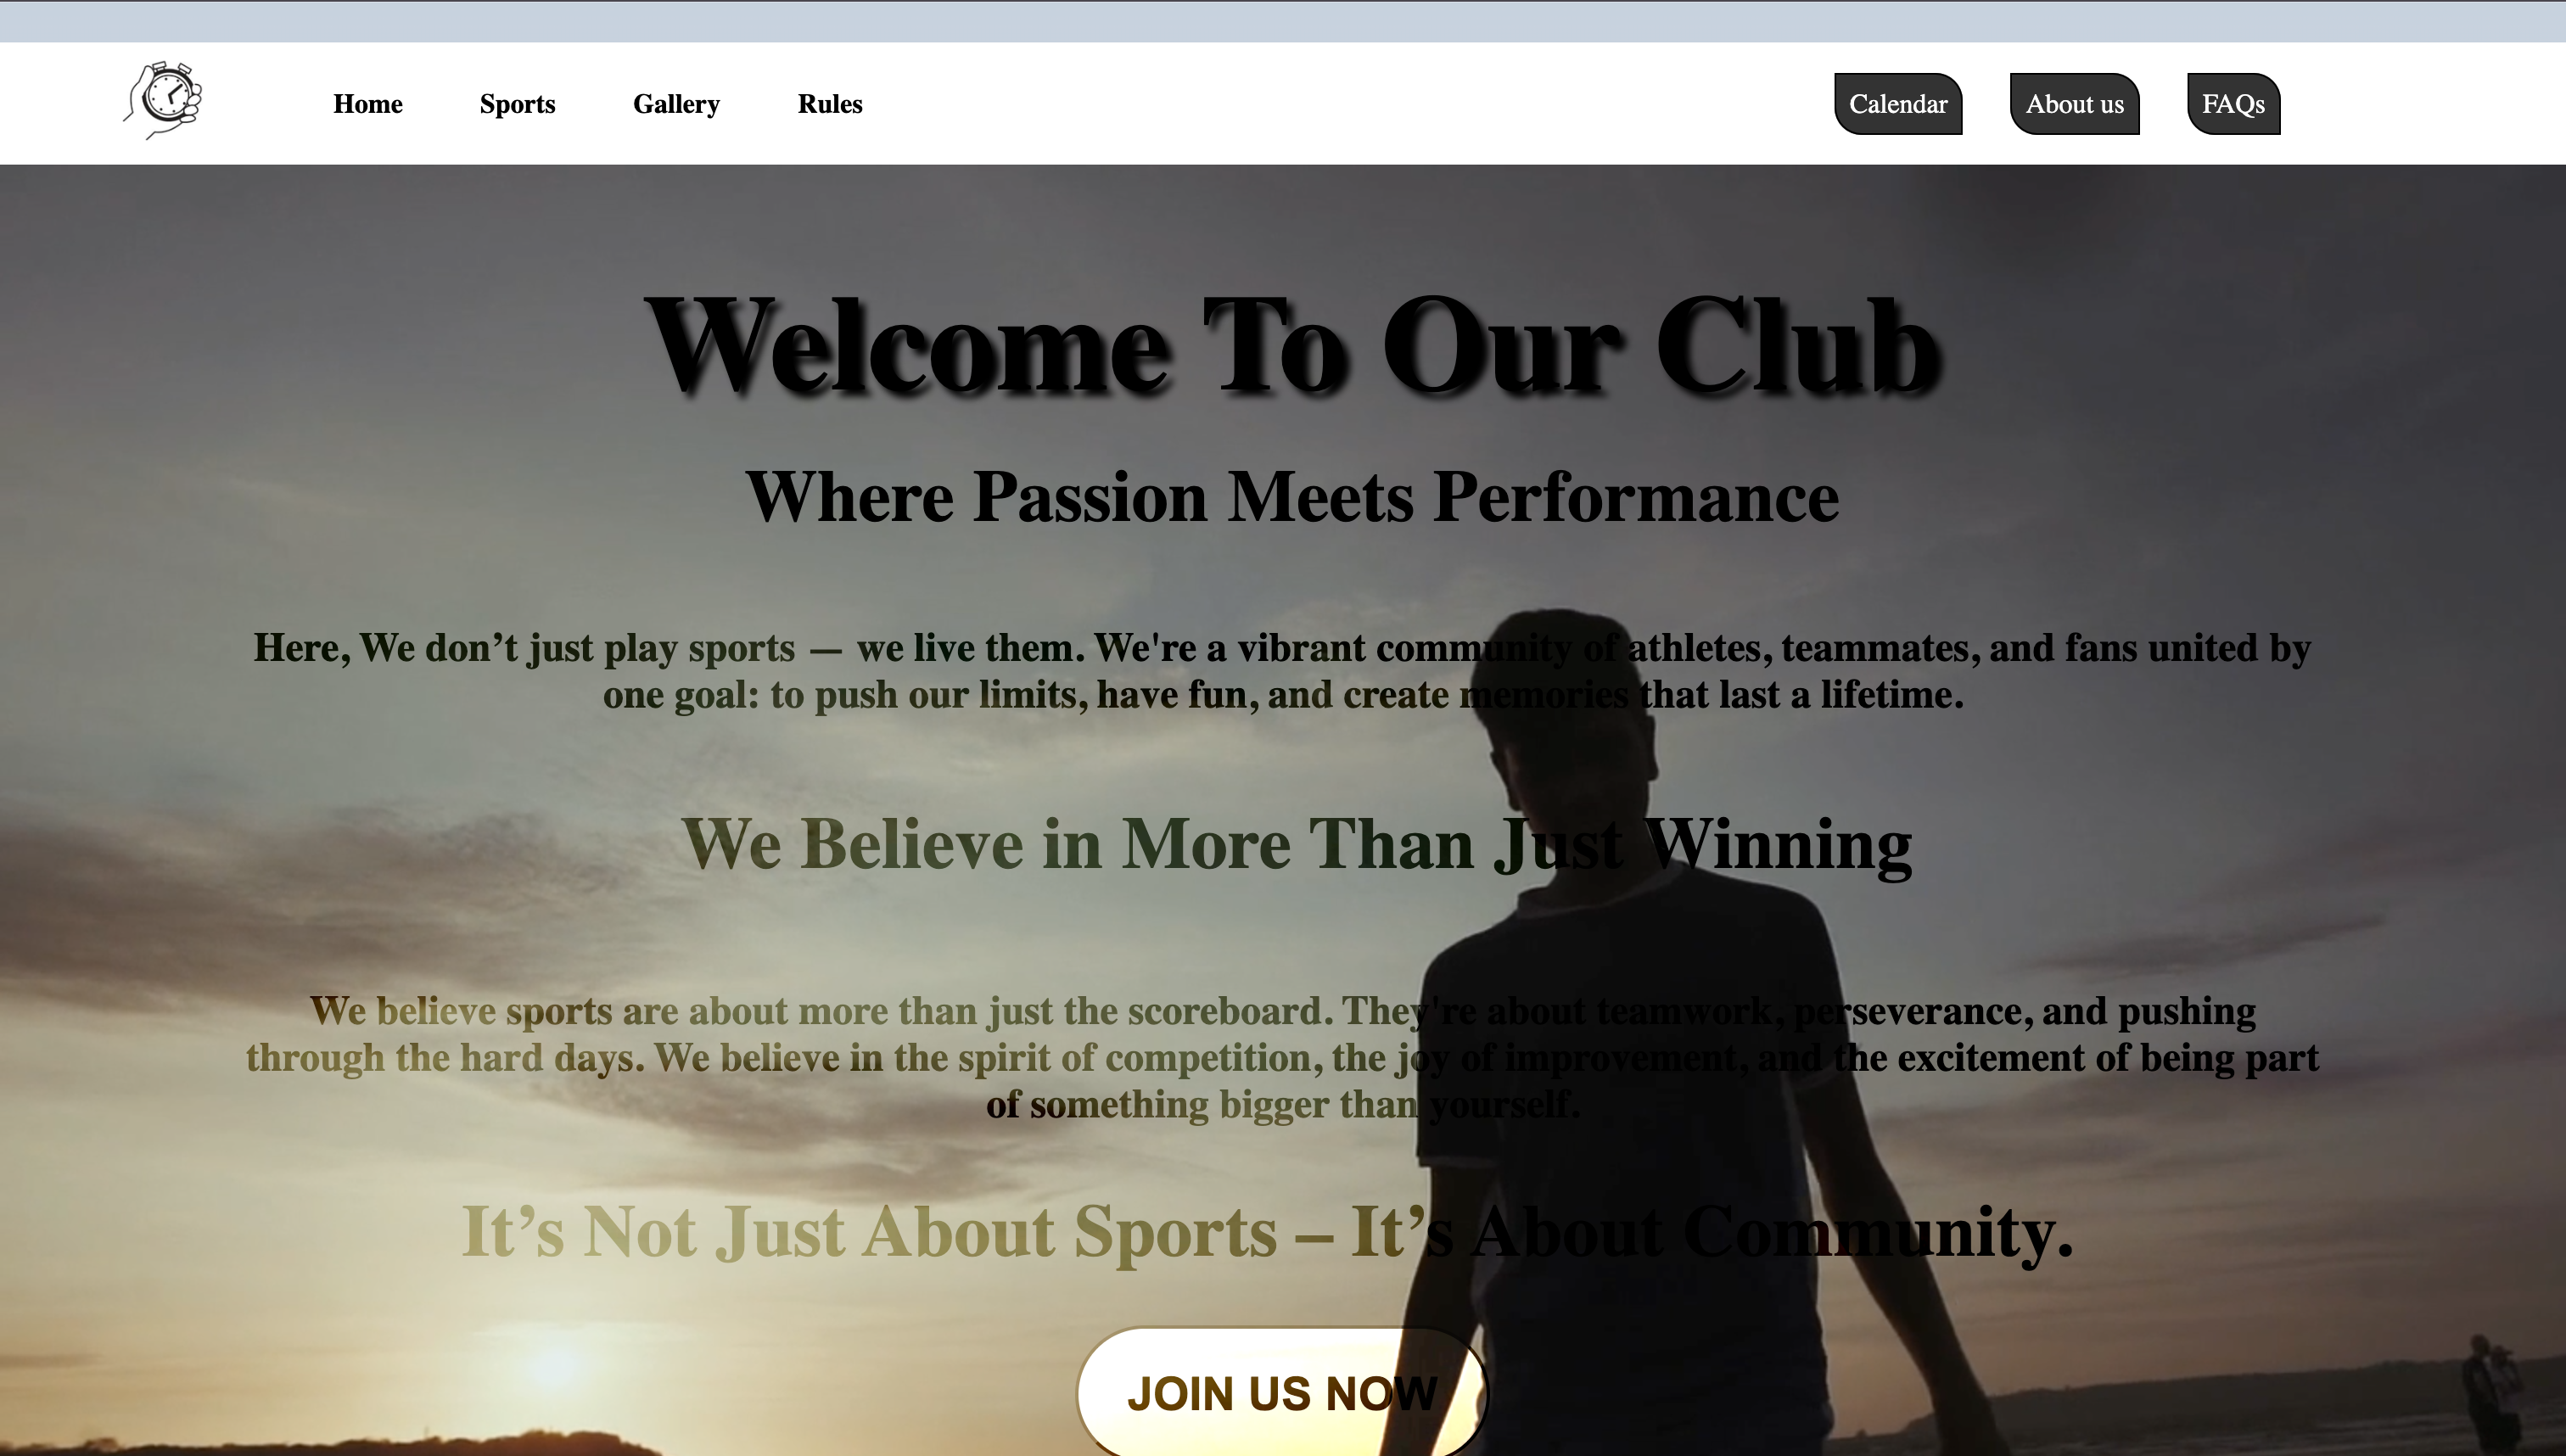 Home Sports Gallery Rules Calendar About us FAQs
Welcome To Our Club
Where Passion Meets Performance
Here, We don’t just play sports — we live them. We're a vibrant community of athletes, teammates, and fans united by
one goal: to push our limits, have fun, and create memories that last a lifetime.
We Believe in More Than Just Winning
We believe sports are about more than just the scoreboard. They're about teamwork, perseverance, and pushing
through the hard days. We believe in the spirit of competition, the joy of improvement, and the excitement of being part
of something bigger than yourself.
It’s Not Just About Sports – It’s About Community.
JOIN US NOW